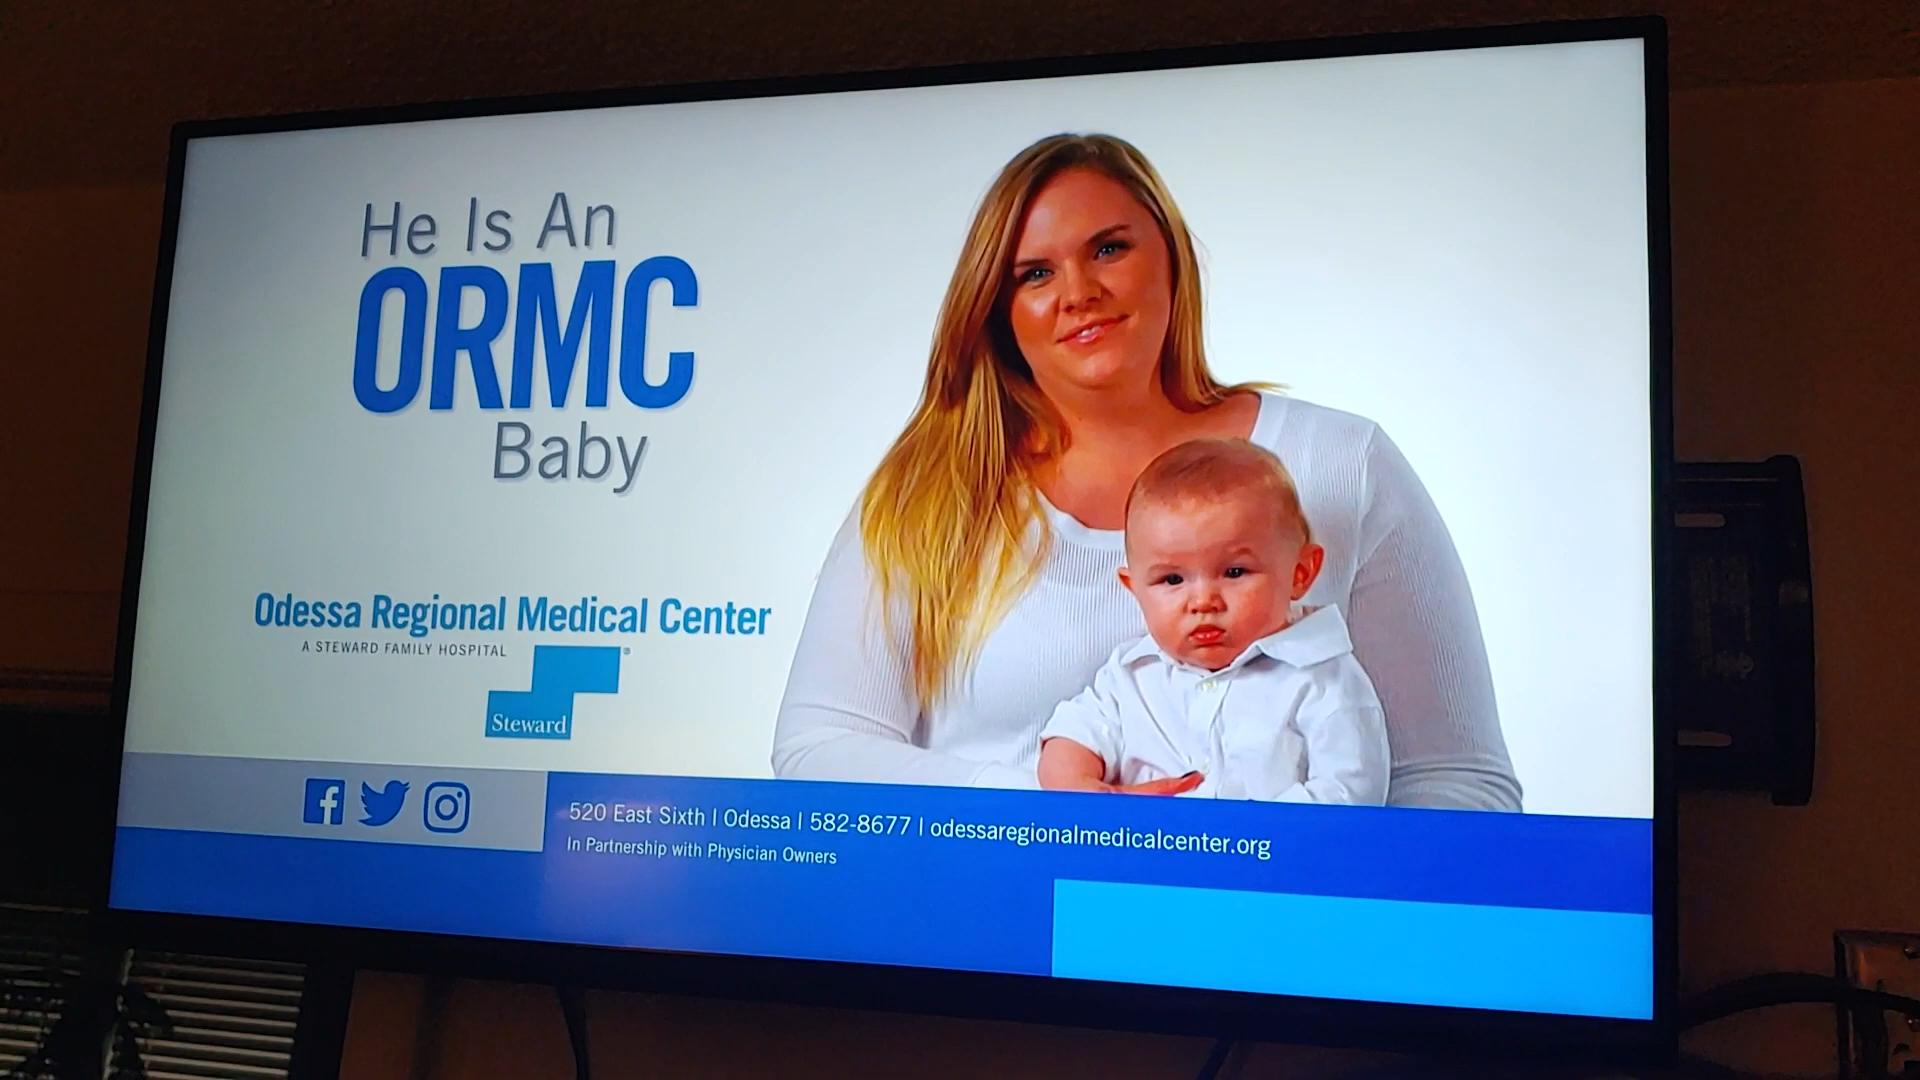 He Is An
ORMC
Baby
Odessa Regional Medical Center
A STEWARD FAMILY HOSPITAL
®
Steward
520 East Sixth | Odessa | 582-8677 | odessaregionalmedicalcenter.org
In Partnership with Physician Owners